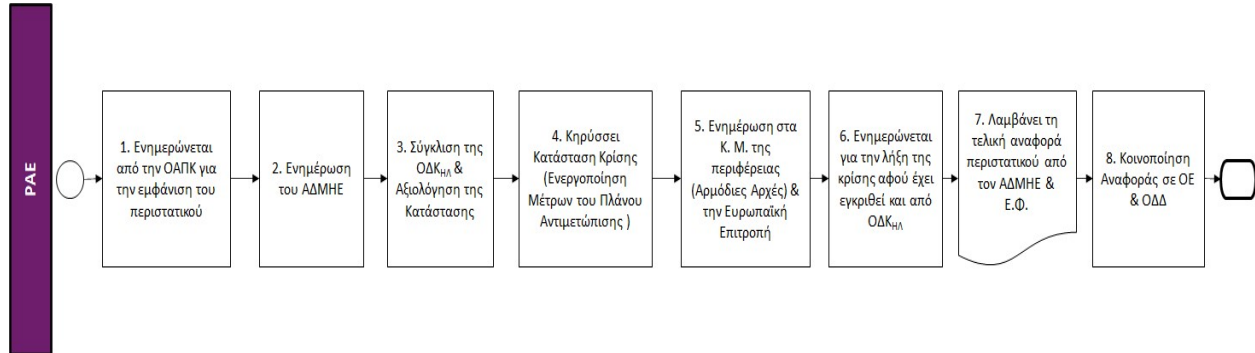 ΡΑΕ
1. Ενημερώνεται
από την ΟΑΠΚ για
την εμφάνιση του
περιστατικού
2. Ενημέρωση
του ΑΔΜΗΕ
3. Σύγκλιση της
ΟΔΚΗΛ &
Αξιολόγηση της
Κατάστασης
4. Κηρύσσει
Κατάσταση Κρίσης
(Ενεργοποίηση
Μέτρων του Πλάνου
Αντιμετώπισης )
5. Ενημέρωση στα
Κ. Μ. της
περιφέρειας
(Αρμόδιες Αρχές) &
την Ευρωπαϊκή
Επιτροπή
6. Ενημερώνεται
για την λήξη της
κρίσης αφού έχει
εγκριθεί και από
ΟΔΚΗΛ
7. Λαμβάνει τη
τελική αναφορά
περιστατικού από
τον ΑΔΜΗΕ &
Ε.Φ.
8. Κοινοποίηση
Αναφοράς σε ΟΕ
& ΟΔΔ